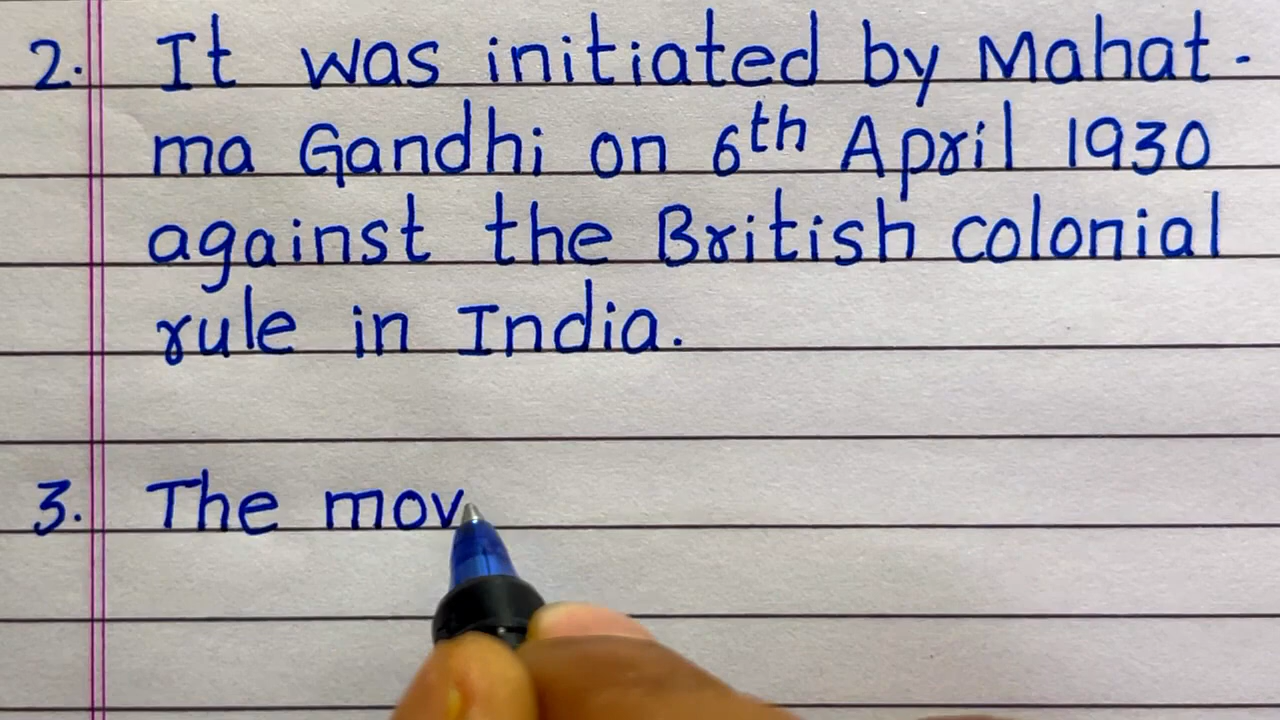 2. It was initiated by Mahat-
ma Gandhi on 6th April 1930
against the British colonial
rule in India.
3. The mov